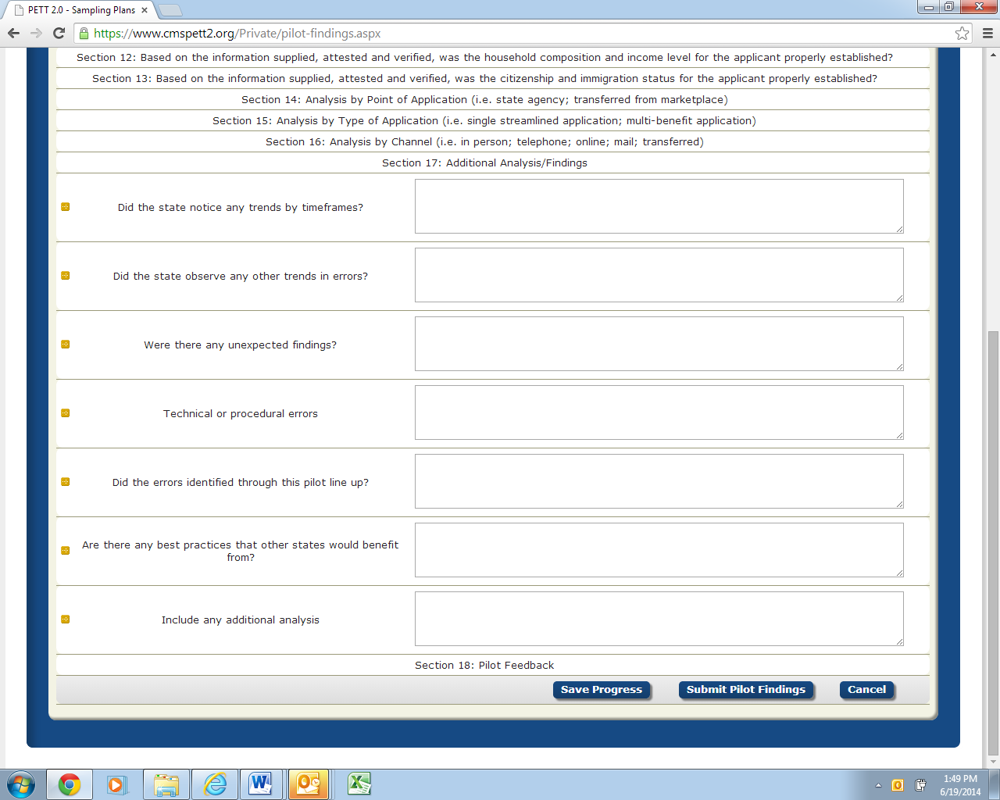 PETT 2.0 - Sampling Plans
https://www.cmspett2.org/Private/pilot-findings.aspx
Section 12: Based on the information supplied, attested and verified, was the household composition and income level for the applicant properly established?
Section 13: Based on the information supplied, attested and verified, was the citizenship and immigration status for the applicant properly established?
Section 14: Analysis by Point of Application (i.e. state agency; transferred from marketplace)
Section 15: Analysis by Type of Application (i.e. single streamlined application; multi-benefit application)
Section 16: Analysis by Channel (i.e. in person; telephone; online; mail; transferred)
Section 17: Additional Analysis/Findings
Did the state notice any trends by timeframes?
Did the state observe any other trends in errors?
Were there any unexpected findings?
Technical or procedural errors
Did the errors identified through this pilot line up?
Are there any best practices that other states would benefit
from?
Include any additional analysis
Section 18: Pilot Feedback
Save Progress Submit Pilot Findings Cancel
1:49 PM
6/19/2014